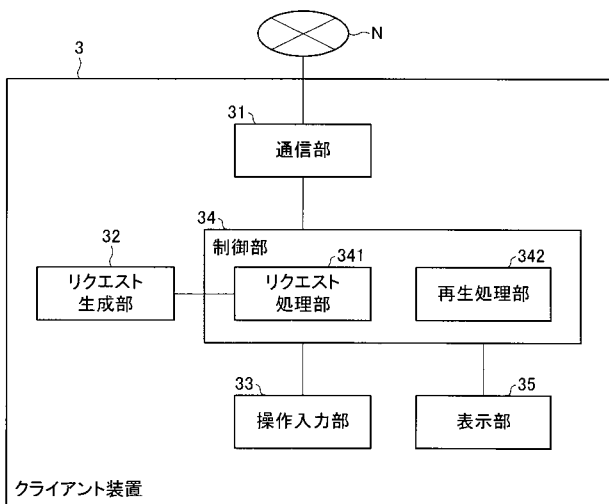 N
3
31
通信部
34
制御部
32
リクエスト
生成部
341
リクエスト
処理部
342
再生処理部
33
操作入力部
35
表示部
クライアント装置